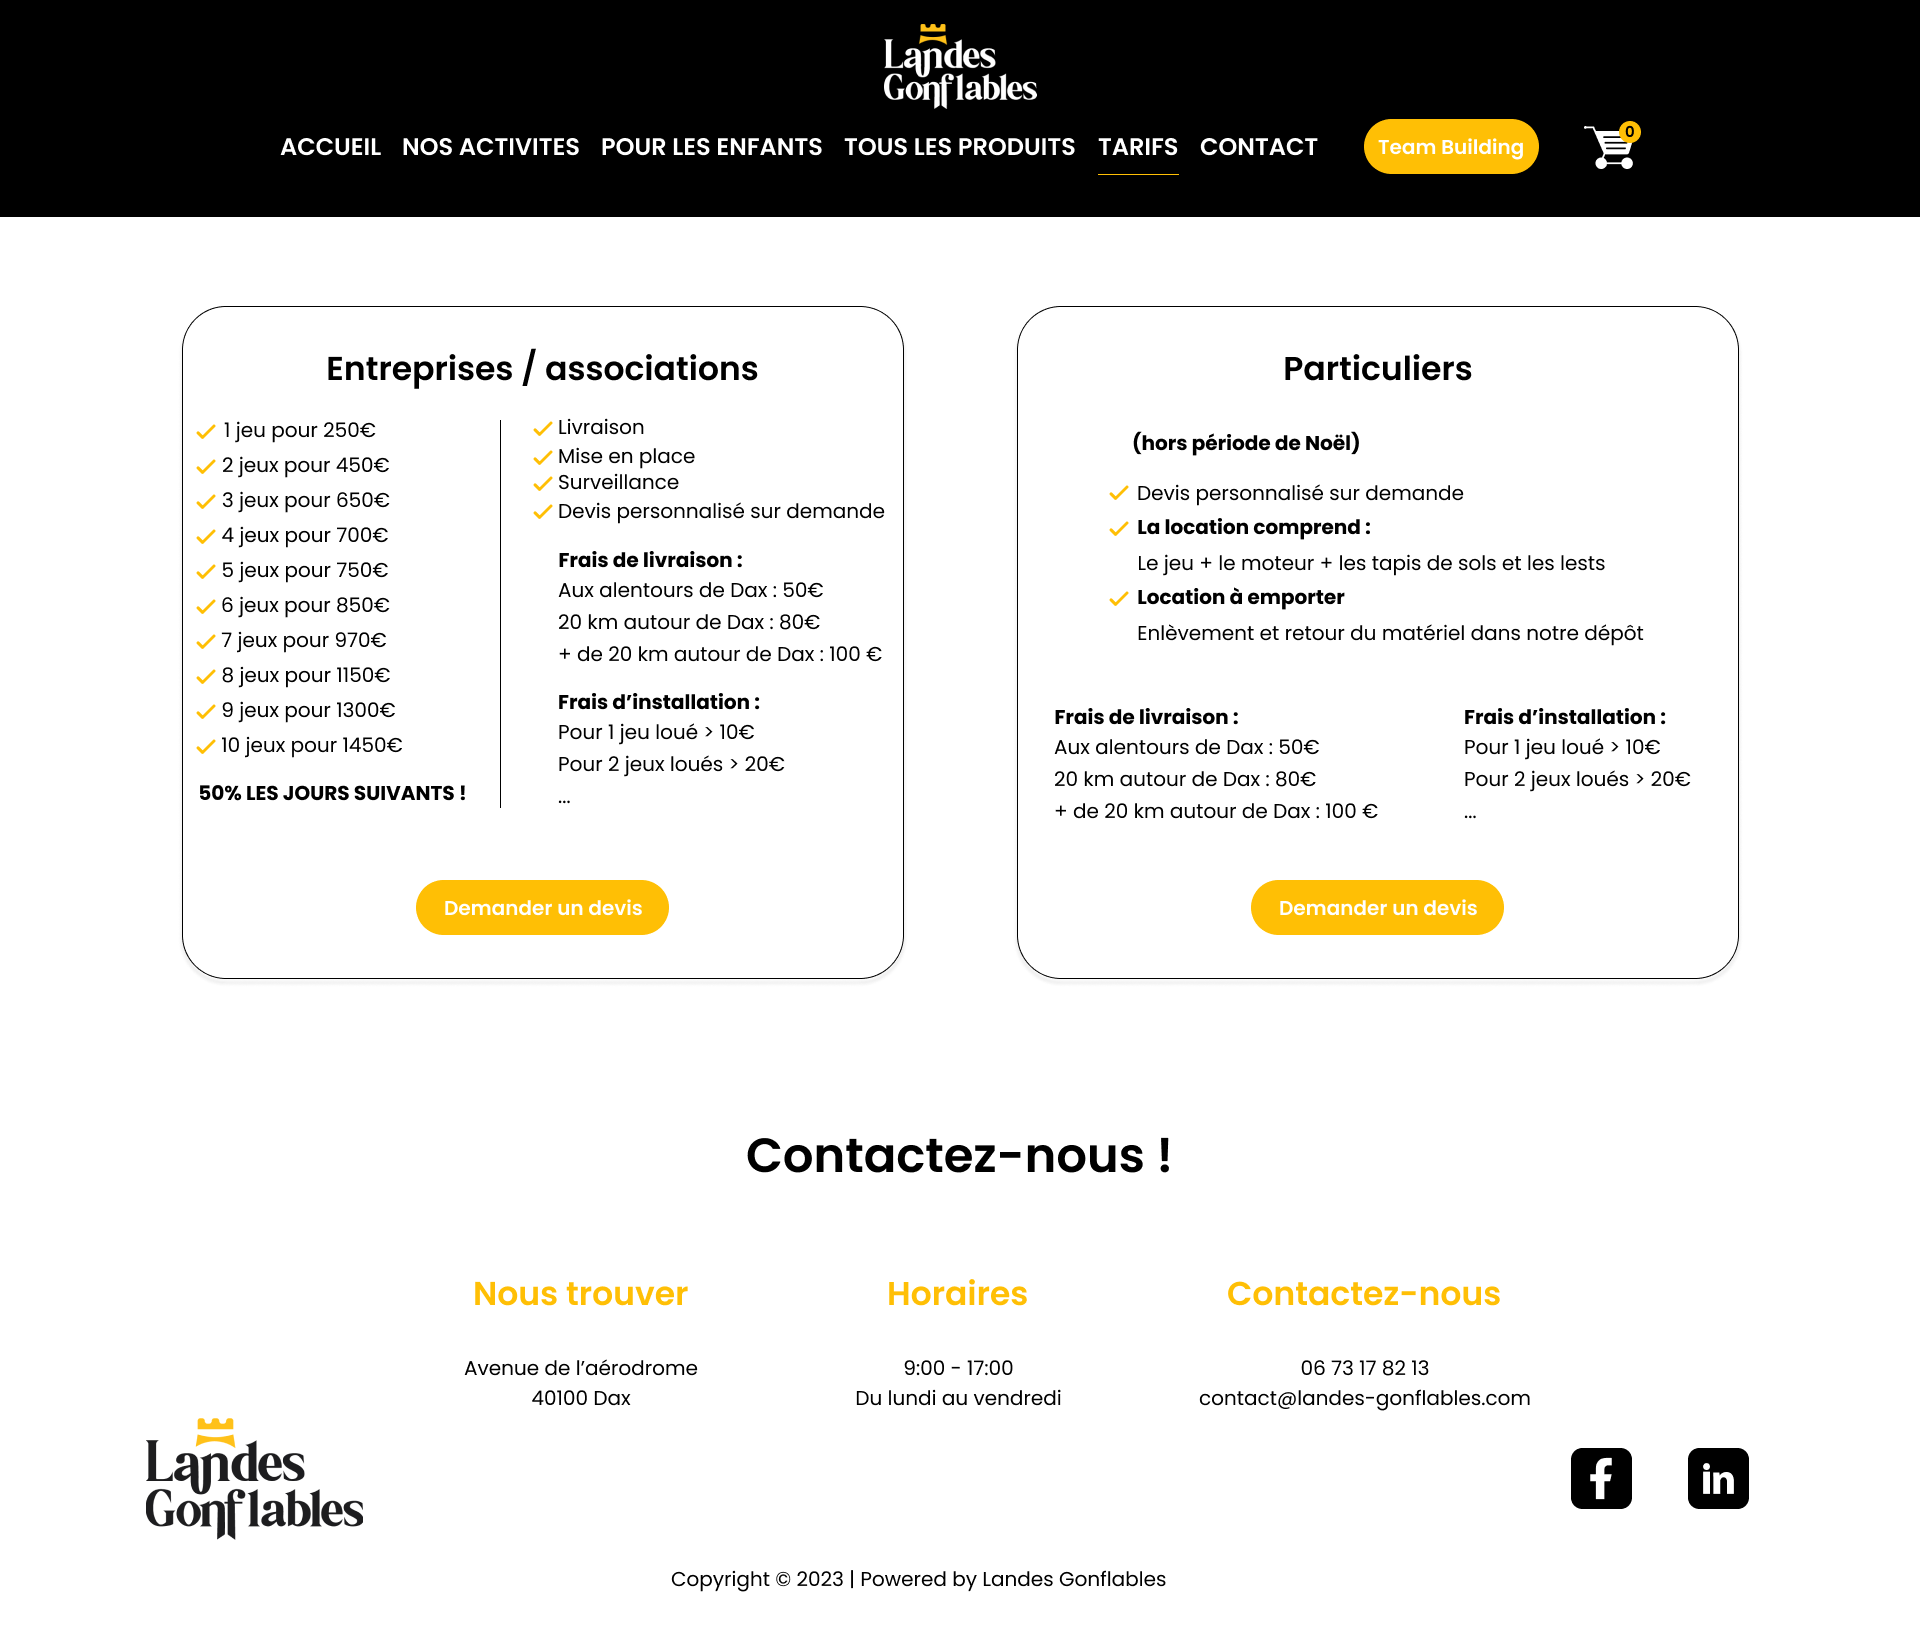 Landes
Gonflables
ACCUEIL NOS ACTIVITES POUR LES ENFANTS TOUS LES PRODUITS TARIFS CONTACT Team Building 0
Entreprises / associations
1 jeu pour 250€
2 jeux pour 450€
3 jeux pour 650€
4 jeux pour 700€
5 jeux pour 750€
6 jeux pour 850€
7 jeux pour 970€
8 jeux pour 1150€
9 jeux pour 1300€
10 jeux pour 1450€
50% LES JOURS SUIVANTS !
Livraison
Mise en place
Surveillance
Devis personnalisé sur demande
Frais de livraison :
Aux alentours de Dax : 50€
20 km autour de Dax : 80€
+ de 20 km autour de Dax : 100 €
Frais d’installation :
Pour 1 jeu loué > 10€
Pour 2 jeux loués > 20€
...
Demander un devis
Particuliers
(hors période de Noël)
Devis personnalisé sur demande
La location comprend :
Le jeu + le moteur + les tapis de sols et les lests
Location à emporter
Enlèvement et retour du matériel dans notre dépôt
Frais de livraison :
Aux alentours de Dax : 50€
20 km autour de Dax : 80€
+ de 20 km autour de Dax : 100 €
Frais d’installation :
Pour 1 jeu loué > 10€
Pour 2 jeux loués > 20€
...
Demander un devis
Contactez-nous !
Nous trouver
Avenue de l’aérodrome
40100 Dax
Horaires
9:00 - 17:00
Du lundi au vendredi
Contactez-nous
06 73 17 82 13
contact@landes-gonflables.com
Landes
Gonflables
f
in
Copyright © 2023 | Powered by Landes Gonflables